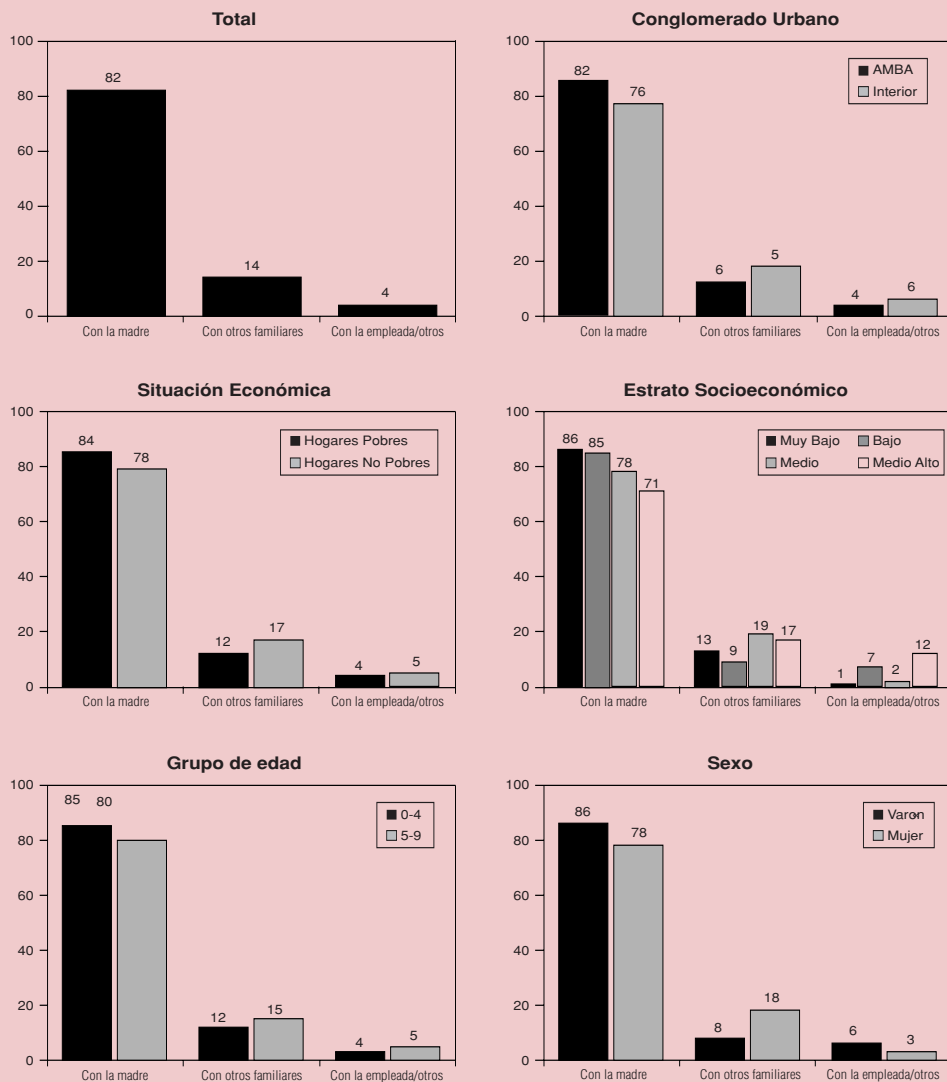 Total
100
80
60
40
20
0
82
14
4
Con la madre
Con otros familiares
Con la empleada/otros
Conglomerado Urbano
100
80
60
40
20
0
AMBA
Interior
82
76
6
5
4
6
Con la madre
Con otros familiares
Con la empleada/otros
Situación Económica
100
80
60
40
20
0
Hogares Pobres
Hogares No Pobres
84
78
12
17
4
5
Con la madre
Con otros familiares
Con la empleada/otros
Estrato Socioeconómico
100
80
60
40
20
0
Muy Bajo Bajo
Medio Medio Alto
86
85
78
71
13
9
19
17
1
7
2
12
Con la madre
Con otros familiares
Con la empleada/otros
Grupo de edad
100
80
60
40
20
0
0-4
5-9
85
80
12
15
4
5
Con la madre
Con otros familiares
Con la empleada/otros
Sexo
100
80
60
40
20
0
Varon
Mujer
86
78
8
18
6
3
Con la madre
Con otros familiares
Con la empleada/otros